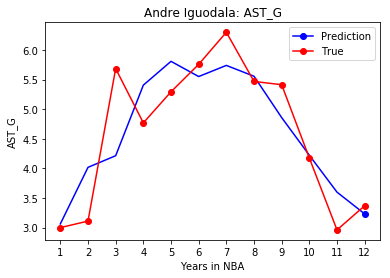 Andre Iguodala: AST_G
Prediction
True
AST_G
6.0
5.5
5.0
4.5
4.0
3.5
3.0
1 2 3 4 5 6 7 8 9 10 11 12
Years in NBA